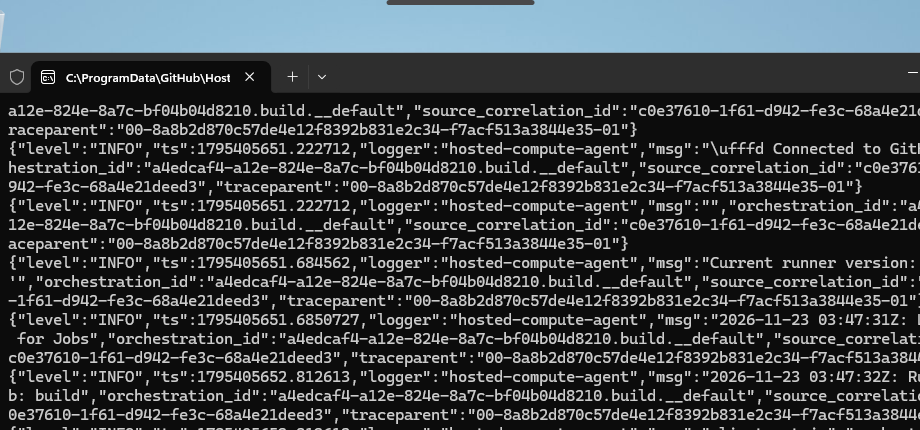 C:\ProgramData\GitHub\Host
a12e-824e-8a7c-bf04b04d8210.build.__default","source_correlation_id":"c0e37610-1f61-d942-fe3c-68a4e21d
raceparent":"00-8a8b2d870c57de4e12f8392b831e2c34-f7acf513a3844e35-01"}
{"level":"INFO","ts":1795405651.222712,"logger":"hosted-compute-agent","msg":"\ufffd Connected to GitH
hestration_id":"a4edcaf4-a12e-824e-8a7c-bf04b04d8210.build.__default","source_correlation_id":"c0e3761
942-fe3c-68a4e21deed3","traceparent":"00-8a8b2d870c57de4e12f8392b831e2c34-f7acf513a3844e35-01"}
{"level":"INFO","ts":1795405651.222712,"logger":"hosted-compute-agent","msg":"","orchestration_id":"a4
12e-824e-8a7c-bf04b04d8210.build.__default","source_correlation_id":"c0e37610-1f61-d942-fe3c-68a4e21de
aceparent":"00-8a8b2d870c57de4e12f8392b831e2c34-f7acf513a3844e35-01"}
{"level":"INFO","ts":1795405651.684562,"logger":"hosted-compute-agent","msg":"Current runner version:
'","orchestration_id":"a4edcaf4-a12e-824e-8a7c-bf04b04d8210.build.__default","source_correlation_id":
-1f61-d942-fe3c-68a4e21deed3","traceparent":"00-8a8b2d870c57de4e12f8392b831e2c34-f7acf513a3844e35-01"
{"level":"INFO","ts":1795405651.6850727,"logger":"hosted-compute-agent","msg":"2026-11-23 03:47:31Z:
for Jobs","orchestration_id":"a4edcaf4-a12e-824e-8a7c-bf04b04d8210.build.__default","source_correlati
c0e37610-1f61-d942-fe3c-68a4e21deed3","traceparent":"00-8a8b2d870c57de4e12f8392b831e2c34-f7acf513a3844
{"level":"INFO","ts":1795405652.812613,"logger":"hosted-compute-agent","msg":"2026-11-23 03:47:32Z: Ru
b: build","orchestration_id":"a4edcaf4-a12e-824e-8a7c-bf04b04d8210.build.__default","source_correlatio
0e37610-1f61-d942-fe3c-68a4e21deed3","traceparent":"00-8a8b2d870c57de4e12f8392b831e2c34-f7acf513a3844